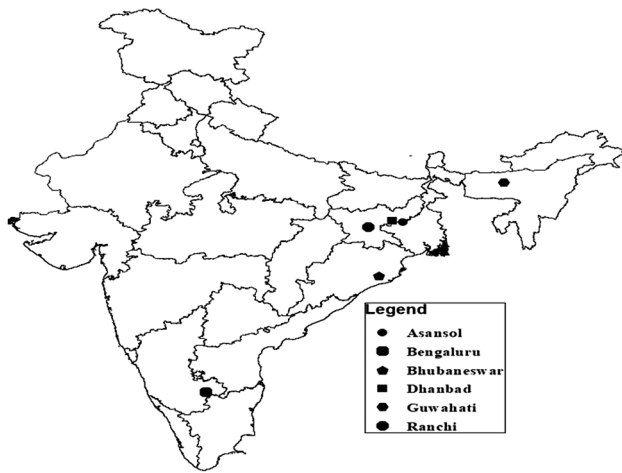 Legend
Asansol
Bengaluru
Bhubaneswar
Dhanbad
Guwahati
Ranchi